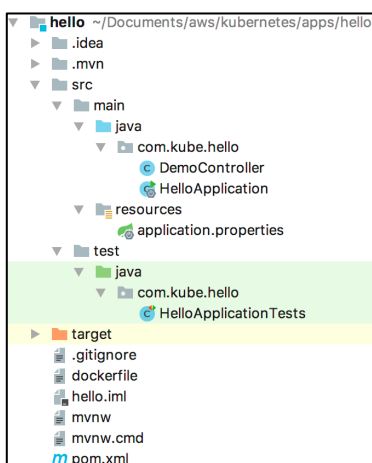 hello ~/Documents/aws/kubernetes/apps/hello
.idea
.mvn
src
main
java
com.kube.hello
DemoController
HelloApplication
resources
application.properties
test
java
com.kube.hello
HelloApplicationTests
target
.gitignore
dockerfile
hello.iml
mvnw
mvnw.cmd
pom.xml